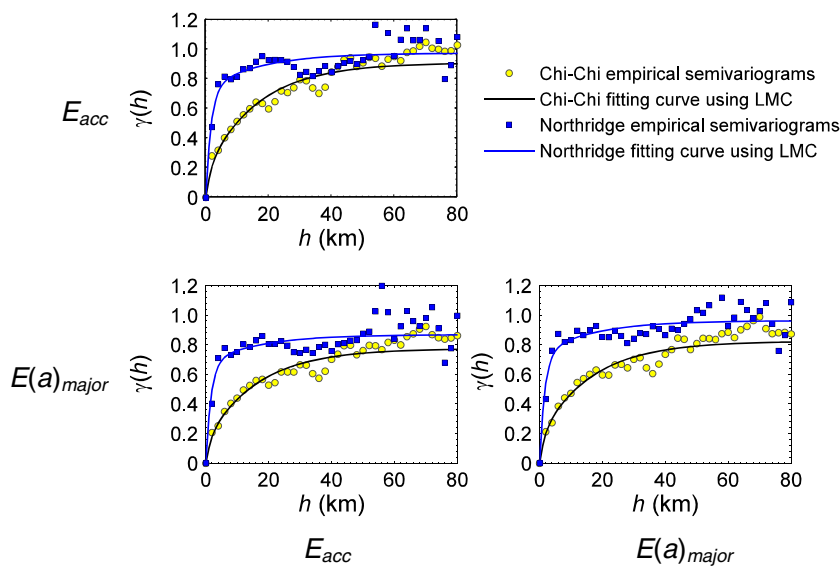 1.2
1.0
0.8
0.6
0.4
0.2
0
γ(h)
E_acc
0 20 40 60 80
h (km)
Chi-Chi empirical semivariograms
Chi-Chi fitting curve using LMC
Northridge empirical semivariograms
Northridge fitting curve using LMC
1.2
1.0
0.8
0.6
0.4
0.2
0
γ(h)
E(a)_major
0 20 40 60 80
h (km)
E_acc
1.2
1.0
0.8
0.6
0.4
0.2
0
γ(h)
0 20 40 60 80
h (km)
E(a)_major